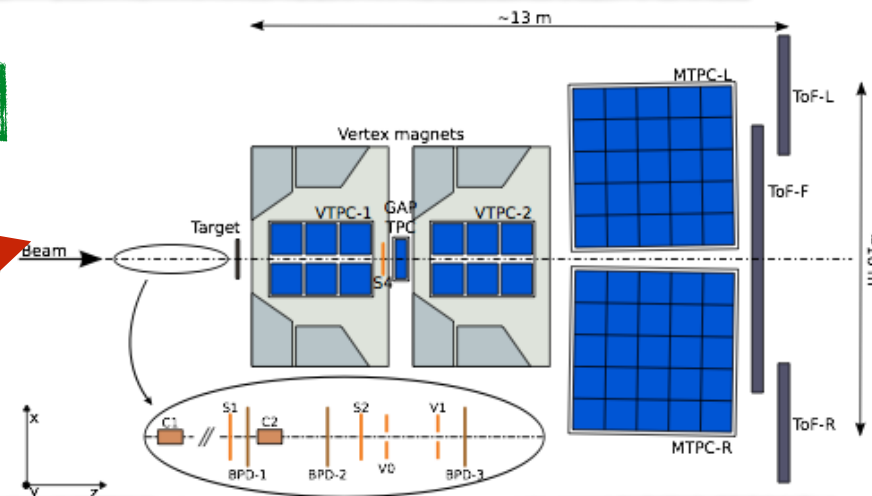 ~13 m
MTPC-L
ToF-L
Vertex magnets
ToF-F
Target
VTPC-1
GAP
TPC
VTPC-2
Beam
S4
S1
C1
C2
S2
V1
BPD-1
BPD-2
V0
BPD-3
ToF-R
MTPC-R
x
y
z